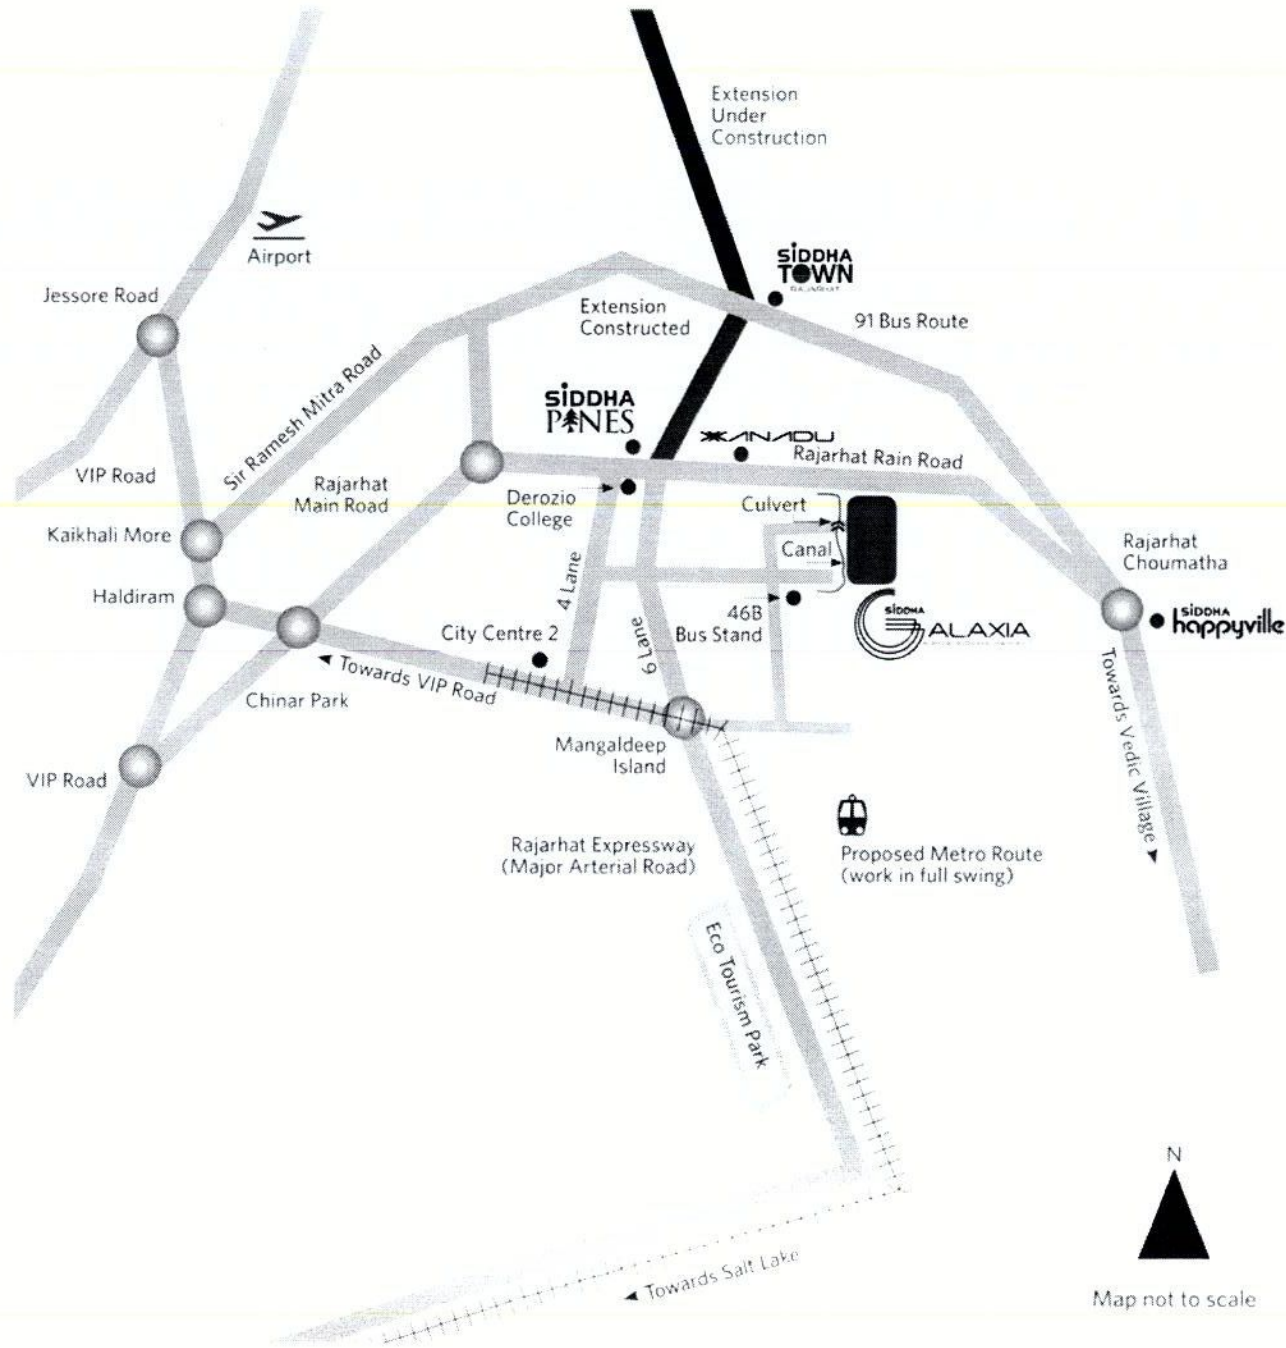 Extension
Under
Construction
Airport
SIDDHA
TOWN
RAJARHAT
Jessore Road
Extension
Constructed
91 Bus Route
Sir Ramesh Mitra Road
SIDDHA
PINES
XANADU
Rajarhat Rain Road
VIP Road
Rajarhat
Main Road
Derozio
College
Culvert
Kaikhali More
Canal
Rajarhat
Choumatha
Haldiram
4 Lane
46B
Bus Stand
SIDDHA
GALAXIA
SIDDHA
happyville
City Centre 2
6 Lane
Towards VIP Road
Chinar Park
Towards Vedic Village
Mangaldeep
Island
VIP Road
Rajarhat Expressway
(Major Arterial Road)
Proposed Metro Route
(work in full swing)
Eco Tourism Park
N
Towards Salt Lake
Map not to scale